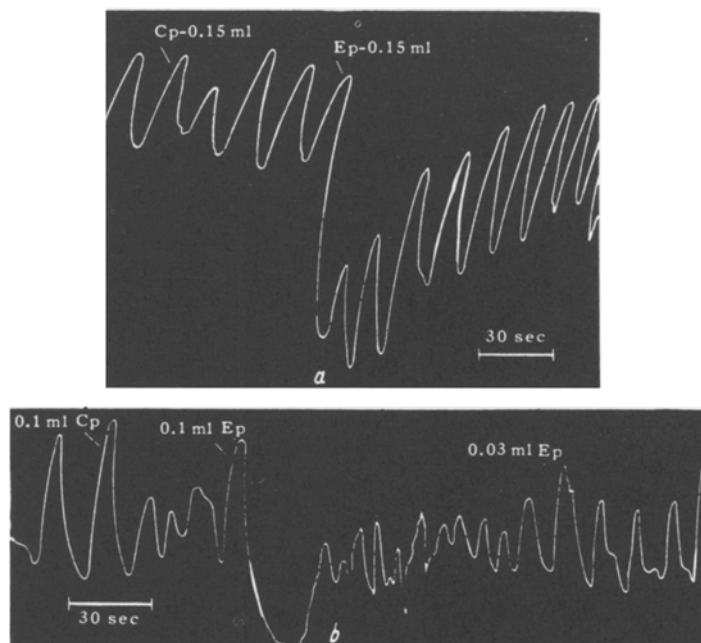 Cp-0.15 ml
Ep-0.15 ml
30 sec
a
0.1 ml Cp
0.1 ml Ep
0.03 ml Ep
30 sec
b